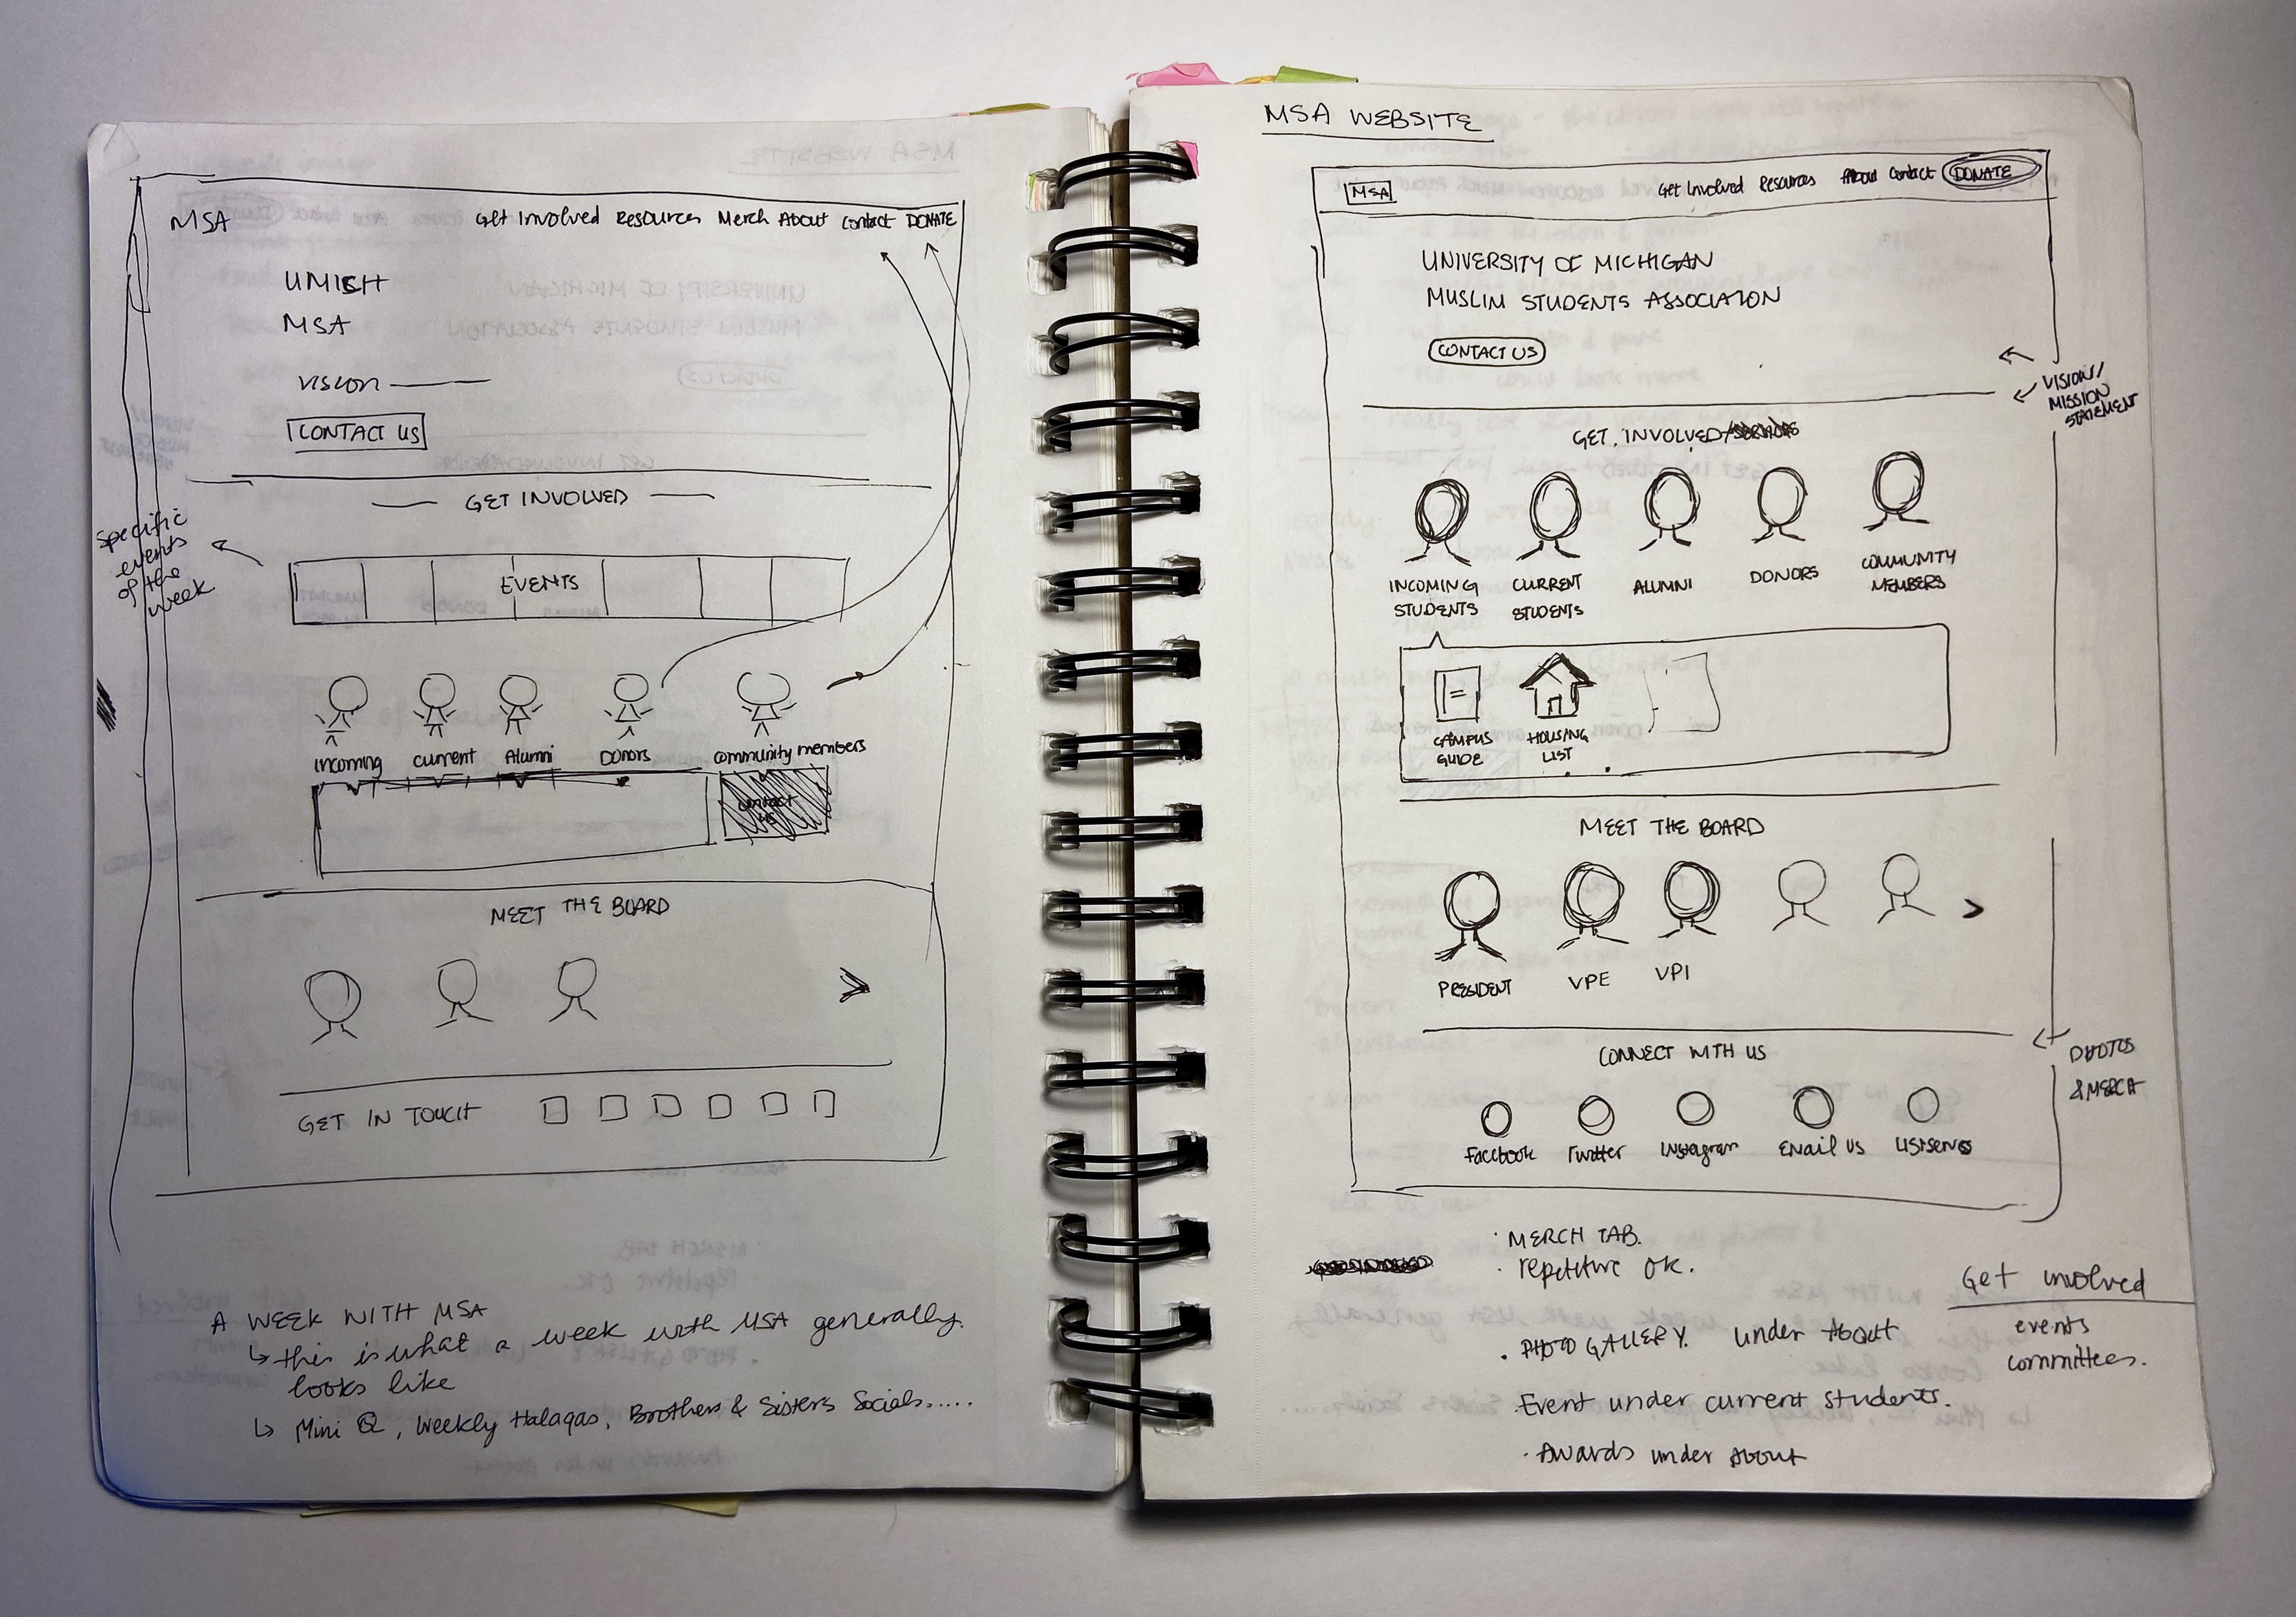 MSA
Get Involved Resources Merch About Contact DONATE
UMICH
MSA
VISION
CONTACT US
GET INVOLVED
Specific
events
of the
week
EVENTS
incoming current Alumni Donors community members
contact
us
MEET THE BOARD
>
GET IN TOUCH
A WEEK WITH MSA
this is what a week with MSA generally.
looks like
Mini Q, Weekly Halaqas, Brothers & Sisters Socials.....
MSA WEBSITE
MSA
Get Involved Resources About Contact DONATE
UNIVERSITY OF MICHIGAN
MUSLIM STUDENTS ASSOCIATON
CONTACT US
VISION/
MISSION
STATEMENT
GET INVOLVED/SERVICES
INCOMING
STUDENTS
CURRENT
STUDENTS
ALUMNI
DONORS
COMMUNITY
MEMBERS
CAMPUS
GUIDE
HOUSING
LIST
MEET THE BOARD
>
PRESIDENT VPE VPI
CONNECT WITH US
PHOTOS
& MERCH
Facebook Twitter Instagram Email us Listservs
· MERCH TAB.
· repetitive ok.
Get involved
events
committees.
· PHOTO GALLERY. under About
Event under current students.
· Awards under About